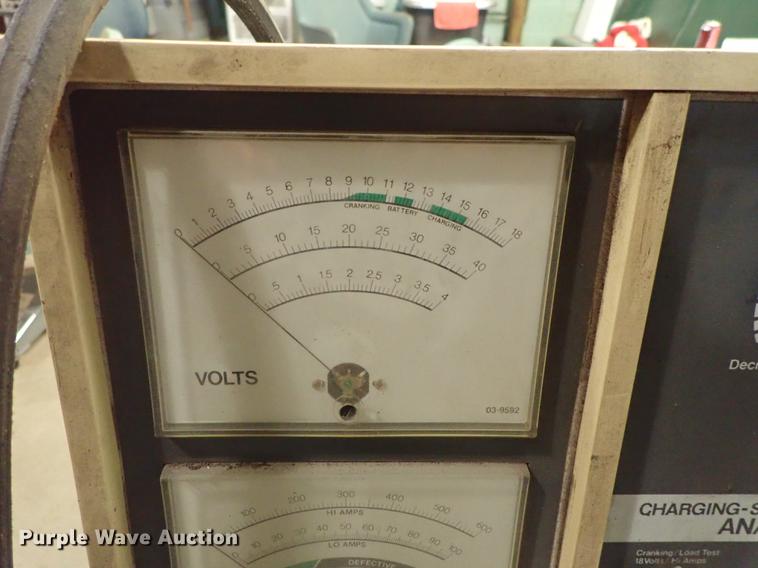 0 1 2 3 4 5 6 7 8 9 10 11 12 13 14 15 16 17 18
CRANKING BATTERY CHARGING
0 5 10 15 20 25 30 35 40
0 .5 1 1.5 2 2.5 3 3.5 4
VOLTS
03-9592
Decr
0 100 200 300 400 500 600
HI AMPS
0 10 20 30 40 50 60 70 80 90 100
LO AMPS
DEFECTIVE
CHARGING-S
ANA
Cranking/Load Test
18Volt/Hi Amps
Purple Wave Auction